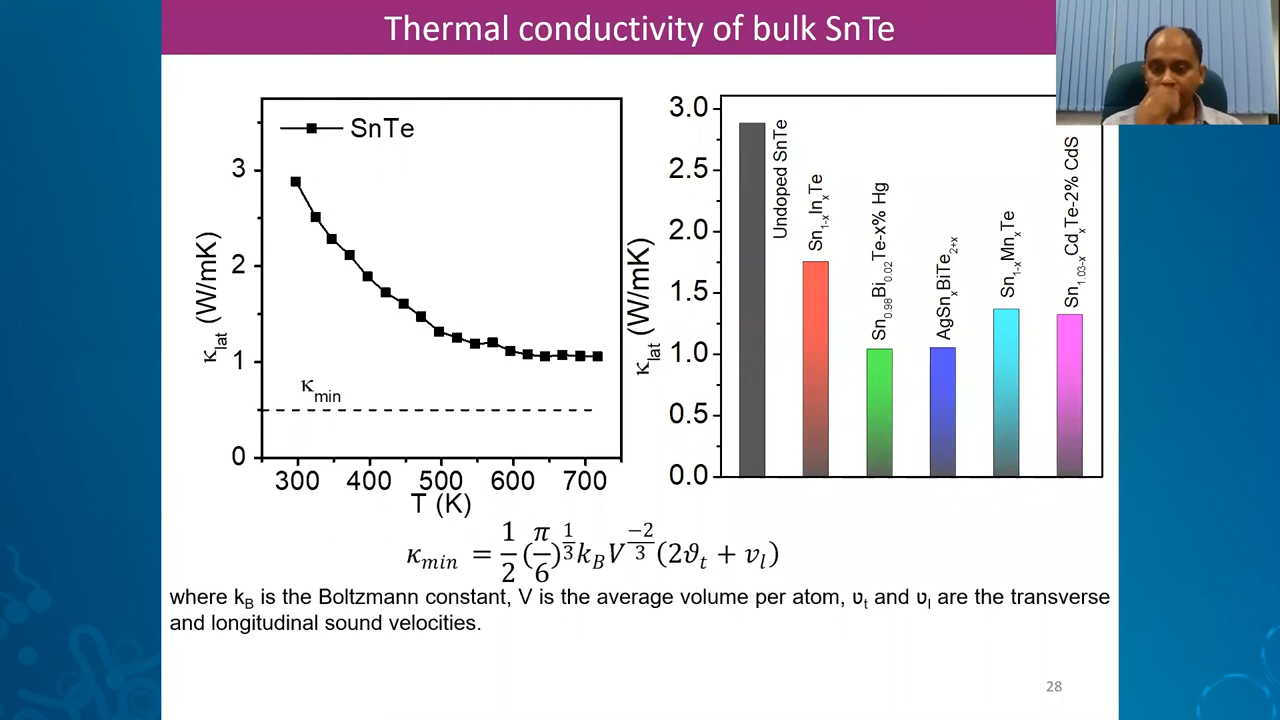 Thermal conductivity of bulk SnTe
SnTe
3
2
1
0
κlat (W/mK)
κmin
300 400 500 600 700
T (K)
3.0
2.5
2.0
1.5
1.0
0.5
0.0
κlat (W/mK)
Undoped SnTe
Sn1-xInxTe
Sn0.98Bi0.02Te-x% Hg
AgSnxBiTe2+x
Sn1-xMnxTe
Sn1.03-xCdxTe-2% CdS
κmin = 1/2 (π/6)^1/3 kB V^-2/3 (2ϑt + υl)
where kB is the Boltzmann constant, V is the average volume per atom, υt and υl are the transverse
and longitudinal sound velocities.
28